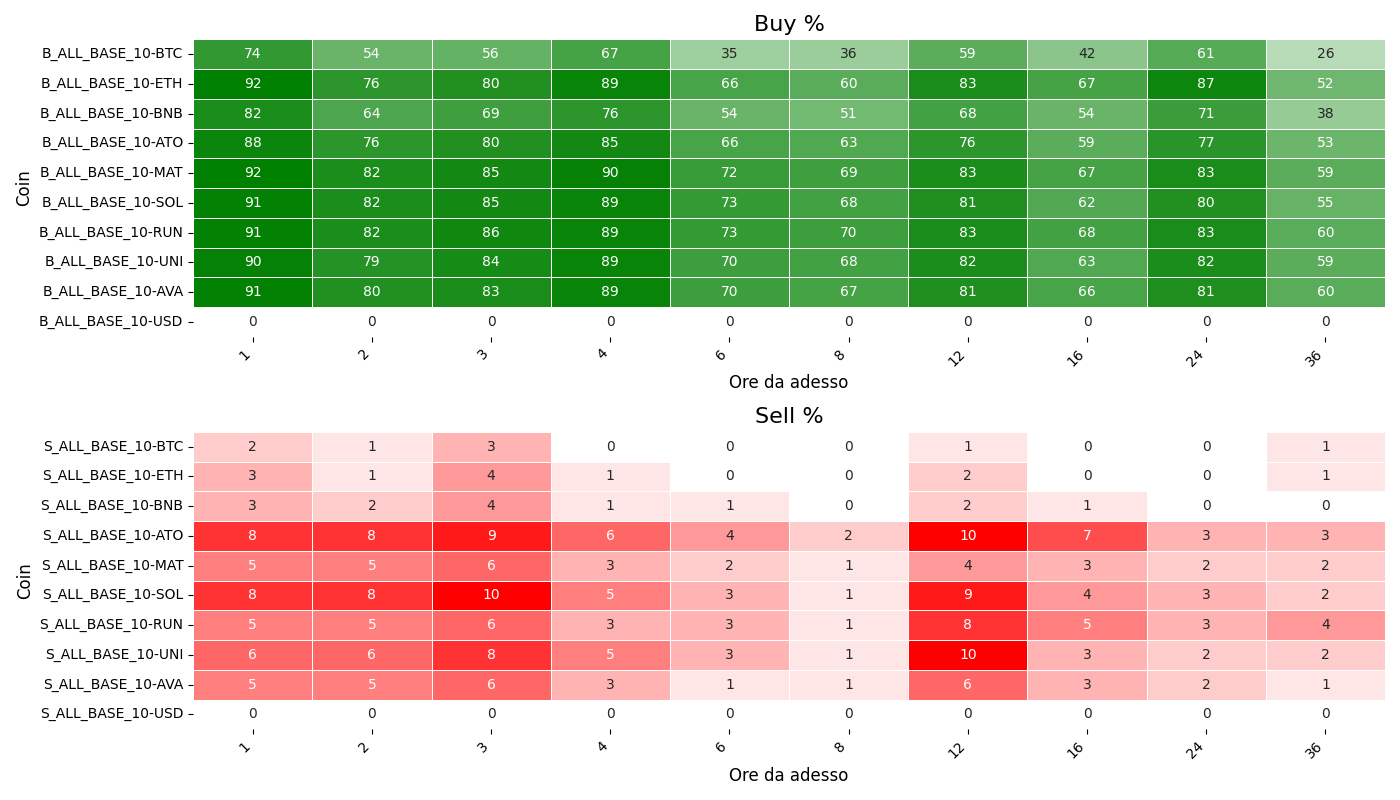 Buy %
Coin
B_ALL_BASE_10-BTC 74 54 56 67 35 36 59 42 61 26
B_ALL_BASE_10-ETH 92 76 80 89 66 60 83 67 87 52
B_ALL_BASE_10-BNB 82 64 69 76 54 51 68 54 71 38
B_ALL_BASE_10-ATO 88 76 80 85 66 63 76 59 77 53
B_ALL_BASE_10-MAT 92 82 85 90 72 69 83 67 83 59
B_ALL_BASE_10-SOL 91 82 85 89 73 68 81 62 80 55
B_ALL_BASE_10-RUN 91 82 86 89 73 70 83 68 83 60
B_ALL_BASE_10-UNI 90 79 84 89 70 68 82 63 82 59
B_ALL_BASE_10-AVA 91 80 83 89 70 67 81 66 81 60
B_ALL_BASE_10-USD 0 0 0 0 0 0 0 0 0 0
1 2 3 4 6 8 12 16 24 36
Ore da adesso
Sell %
Coin
S_ALL_BASE_10-BTC 2 1 3 0 0 0 1 0 0 1
S_ALL_BASE_10-ETH 3 1 4 1 0 0 2 0 0 1
S_ALL_BASE_10-BNB 3 2 4 1 1 0 2 1 0 0
S_ALL_BASE_10-ATO 8 8 9 6 4 2 10 7 3 3
S_ALL_BASE_10-MAT 5 5 6 3 2 1 4 3 2 2
S_ALL_BASE_10-SOL 8 8 10 5 3 1 9 4 3 2
S_ALL_BASE_10-RUN 5 5 6 3 3 1 8 5 3 4
S_ALL_BASE_10-UNI 6 6 8 5 3 1 10 3 2 2
S_ALL_BASE_10-AVA 5 5 6 3 1 1 6 3 2 1
S_ALL_BASE_10-USD 0 0 0 0 0 0 0 0 0 0
1 2 3 4 6 8 12 16 24 36
Ore da adesso